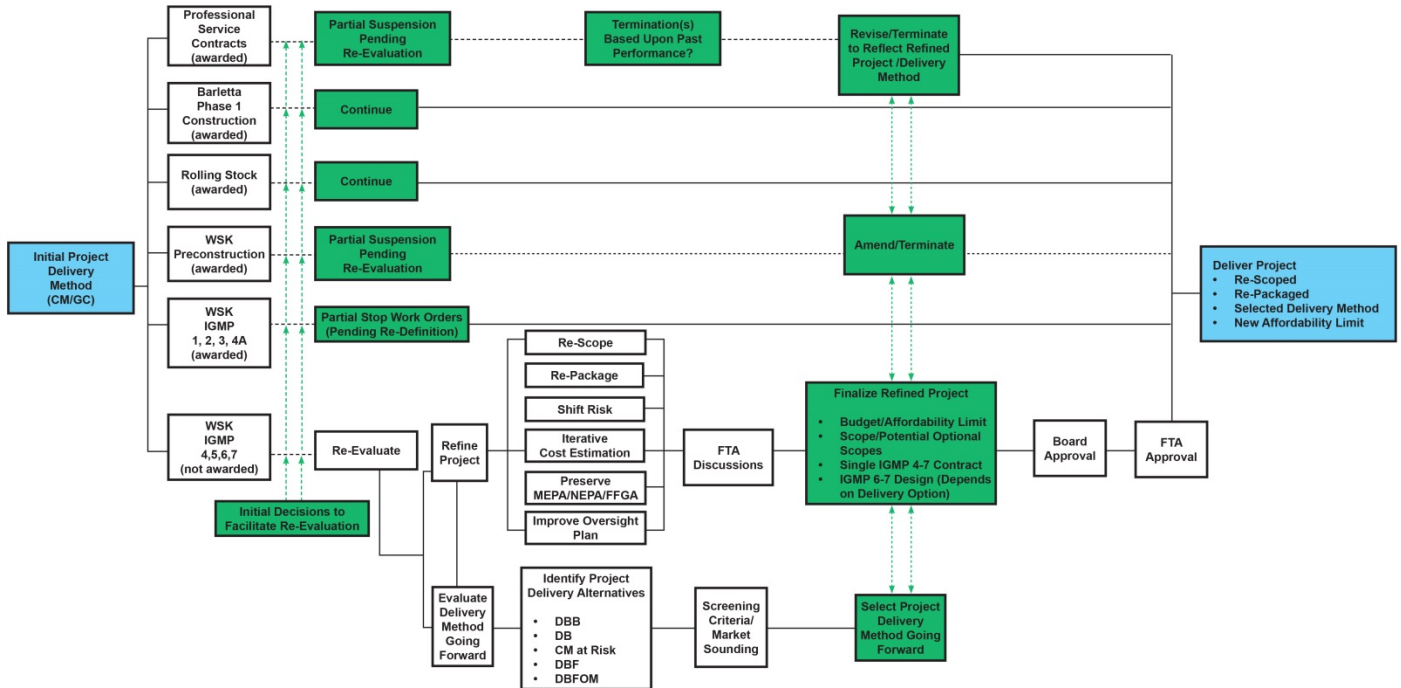 Initial Project
Delivery
Method
(CM/GC)
Professional
Service
Contracts
(awarded)
Barletta
Phase 1
Construction
(awarded)
Rolling Stock
(awarded)
WSK
Preconstruction
(awarded)
WSK
IGMP
1, 2, 3, 4A
(awarded)
WSK
IGMP
4,5,6,7
(not awarded)
Initial Decisions to
Facilitate Re-Evaluation
Partial Suspension
Pending
Re-Evaluation
Continue
Continue
Partial Suspension
Pending
Re-Evaluation
Partial Stop Work Orders
(Pending Re-Definition)
Re-Evaluate
Refine
Project
Evaluate
Delivery
Method
Going
Forward
Re-Scope
Re-Package
Shift Risk
Iterative
Cost Estimation
Preserve
MEPA/NEPA/FFGA
Improve Oversight
Plan
Identify Project
Delivery Alternatives
• DBB
• DB
• CM at Risk
• DBF
• DBFOM
Termination(s)
Based Upon Past
Performance?
FTA
Discussions
Screening
Criteria/
Market
Sounding
Revise/Terminate
to Reflect Refined
Project /Delivery
Method
Amend/Terminate
Finalize Refined Project
• Budget/Affordability Limit
• Scope/Potential Optional
Scopes
• Single IGMP 4-7 Contract
• IGMP 6-7 Design (Depends
on Delivery Option)
Select Project
Delivery
Method Going
Forward
Board
Approval
FTA
Approval
Deliver Project
• Re-Scoped
• Re-Packaged
• Selected Delivery Method
• New Affordability Limit